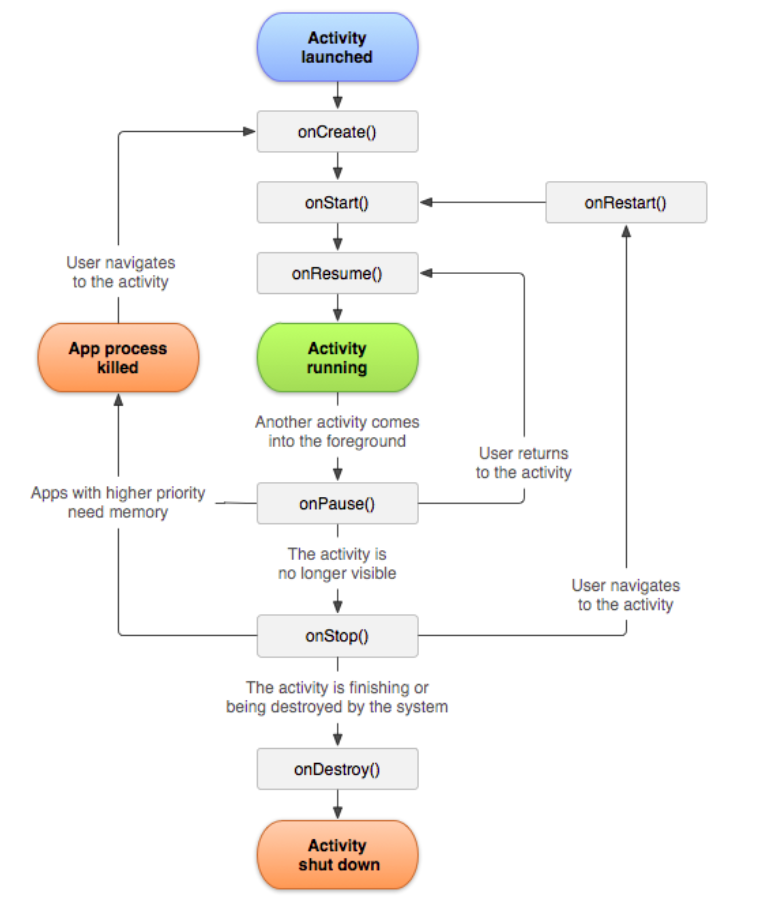 Activity
launched
onCreate()
onStart()
onRestart()
User navigates
to the activity
onResume()
App process
killed
Activity
running
Another activity comes
into the foreground
User returns
to the activity
Apps with higher priority
need memory
onPause()
The activity is
no longer visible
User navigates
to the activity
onStop()
The activity is finishing or
being destroyed by the system
onDestroy()
Activity
shut down